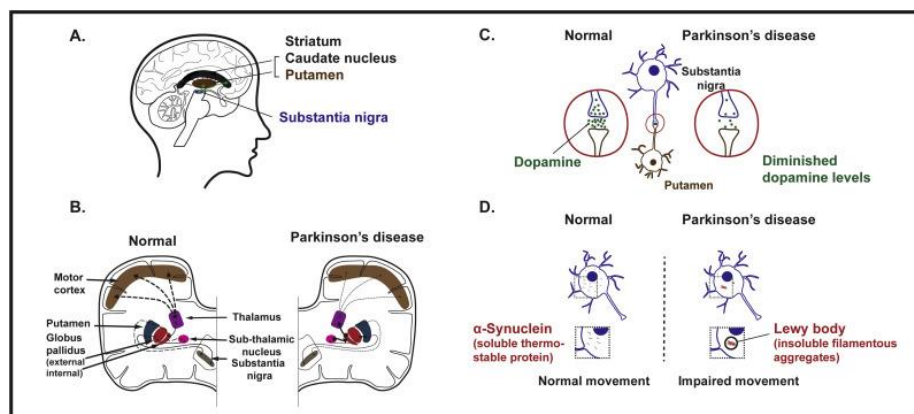 A.
Striatum
Caudate nucleus
Putamen
Substantia nigra
B.
Normal
Parkinson's disease
Motor
cortex
Putamen
Globus
pallidus
(external
internal)
Thalamus
Sub-thalamic
nucleus
Substantia
nigra
C.
Normal
Parkinson's disease
Substantia
nigra
Dopamine
Putamen
Diminished
dopamine levels
D.
Normal
Parkinson's disease
α-Synuclein
(soluble thermo-
stable protein)
Lewy body
(insoluble filamentous
aggregates)
Normal movement
Impaired movement